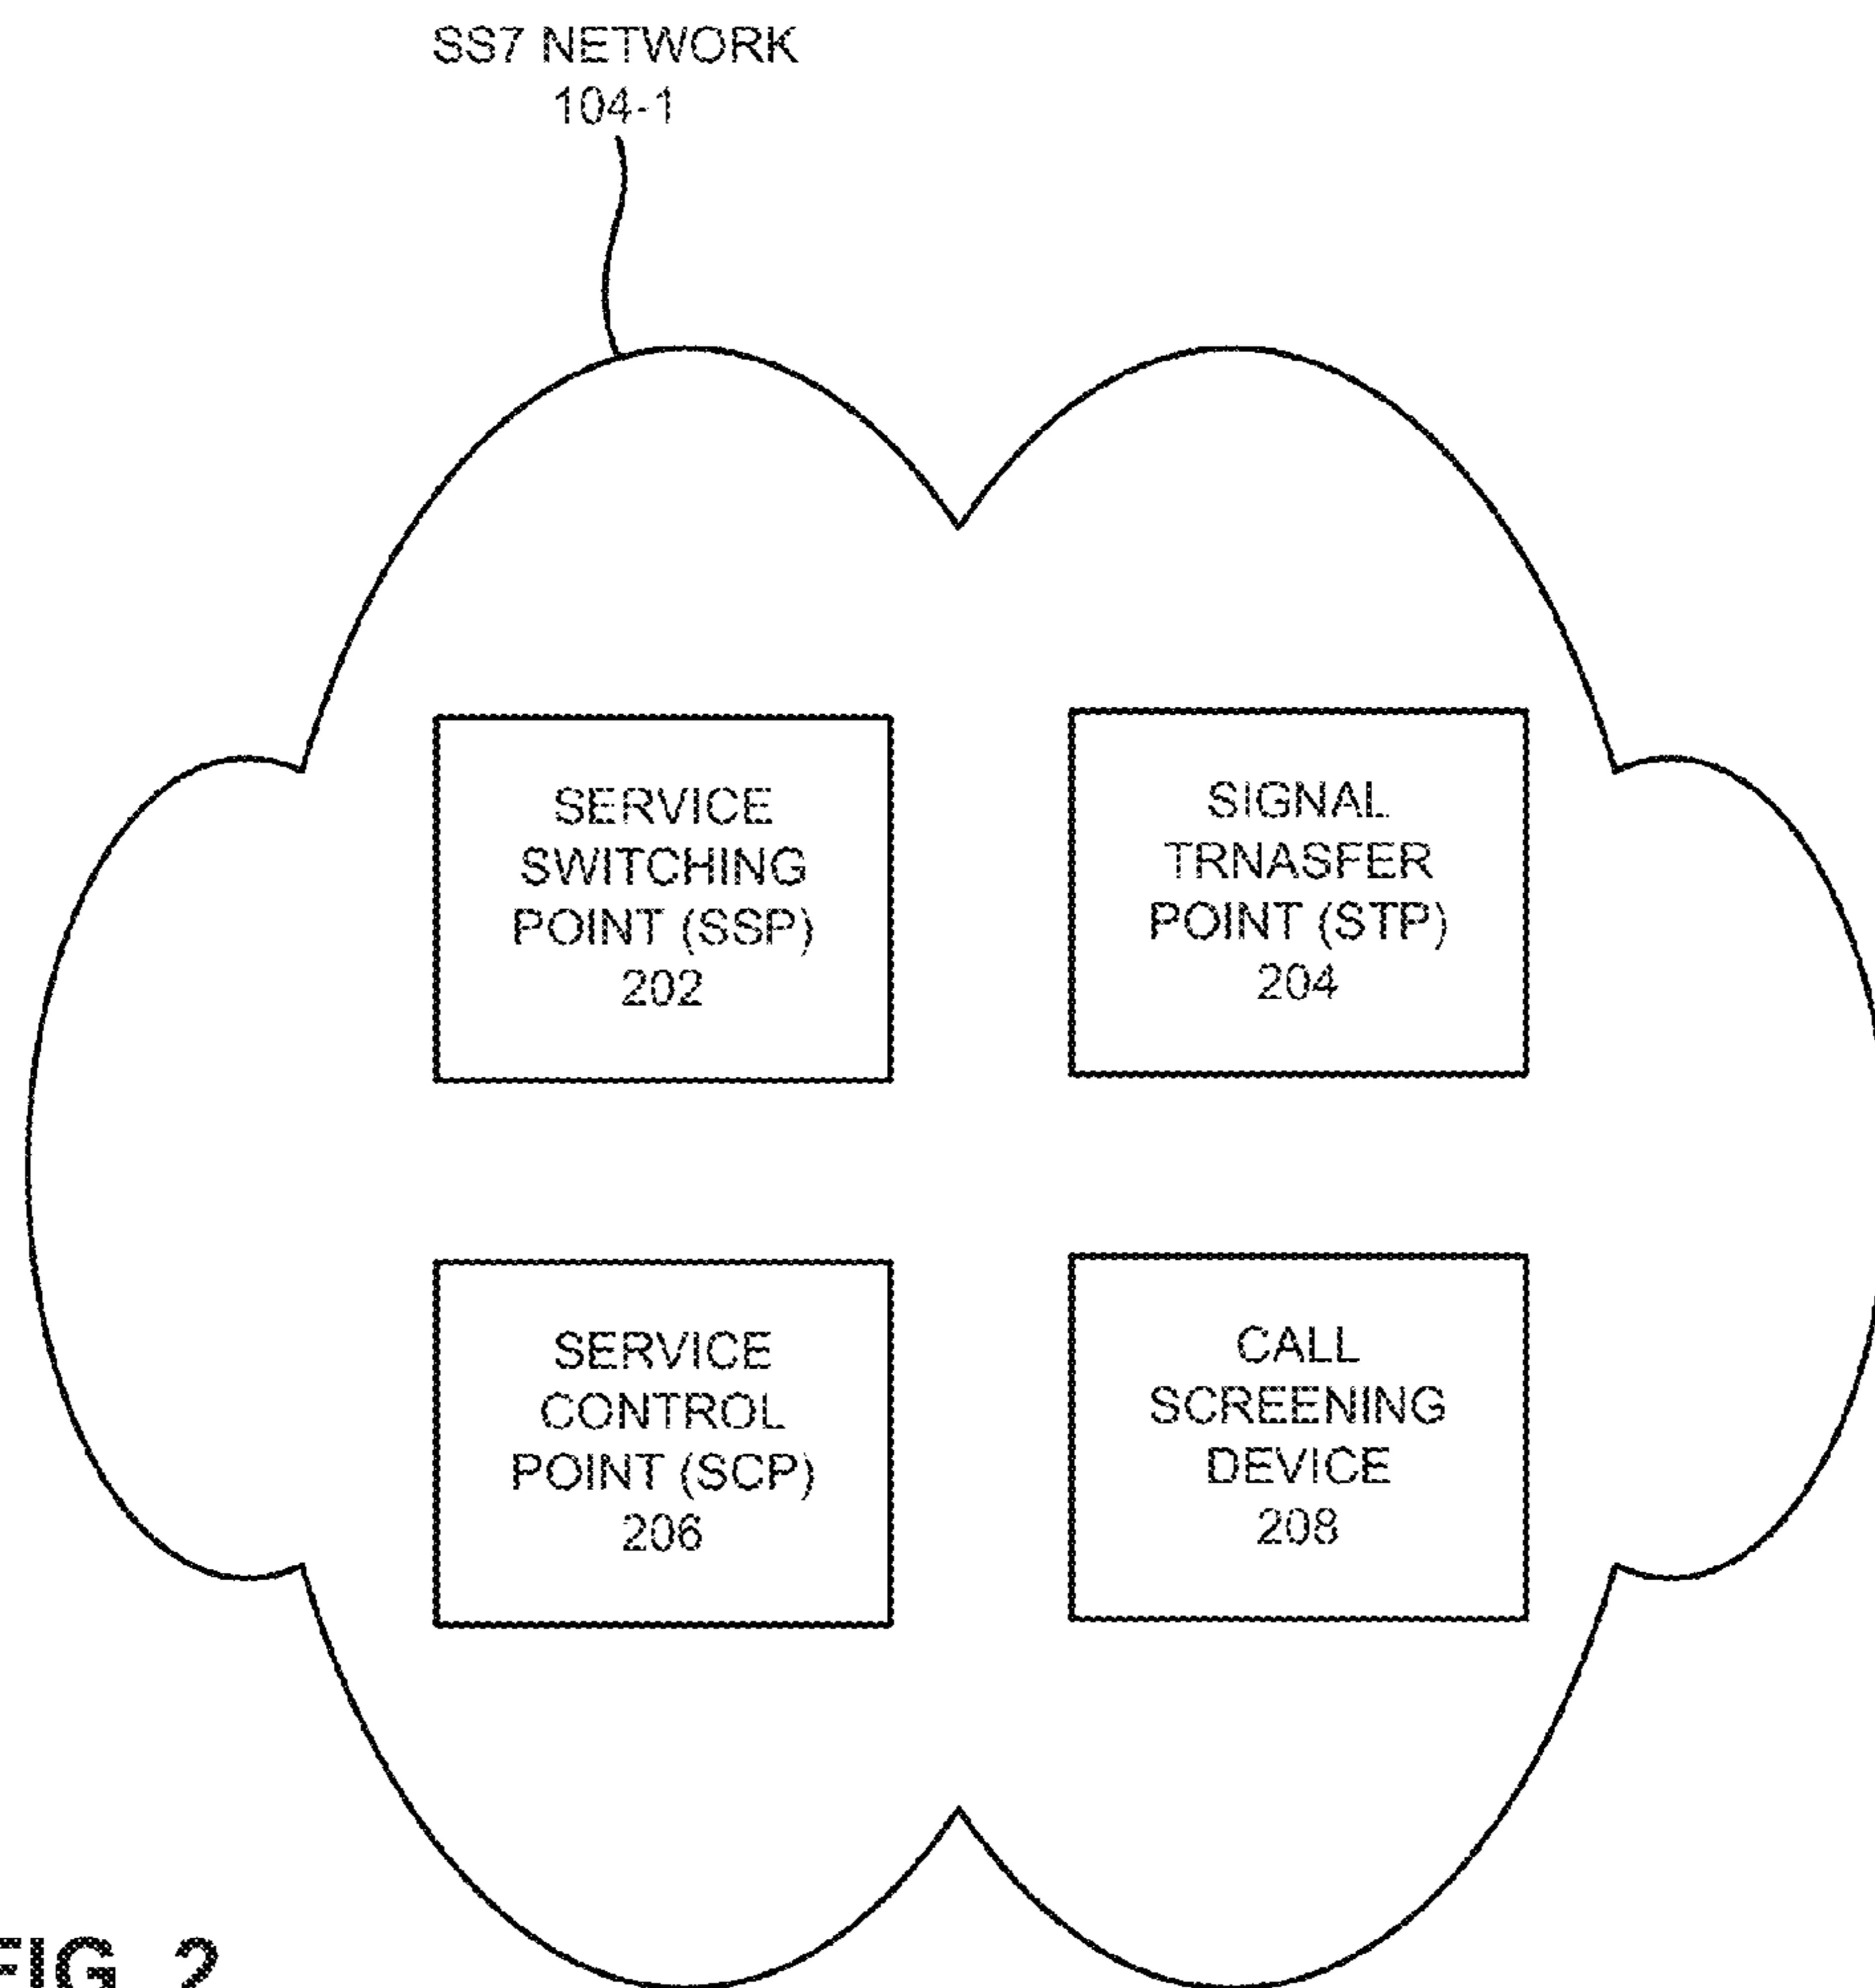 SS7 NETWORK
104-1
SERVICE
SWITCHING
POINT (SSP)
202
SIGNAL
TRNASFER
POINT (STP)
204
SERVICE
CONTROL
POINT (SCP)
206
CALL
SCREENING
DEVICE
208
FIG. 2